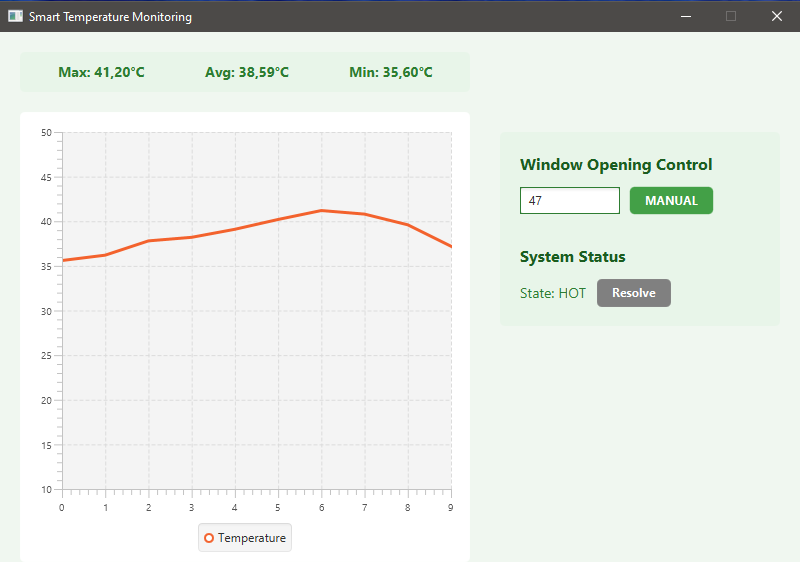 Smart Temperature Monitoring
Max: 41,20°C Avg: 38,59°C Min: 35,60°C
50
45
40
35
30
25
20
15
10
0 1 2 3 4 5 6 7 8 9
Temperature
Window Opening Control
47 MANUAL
System Status
State: HOT Resolve